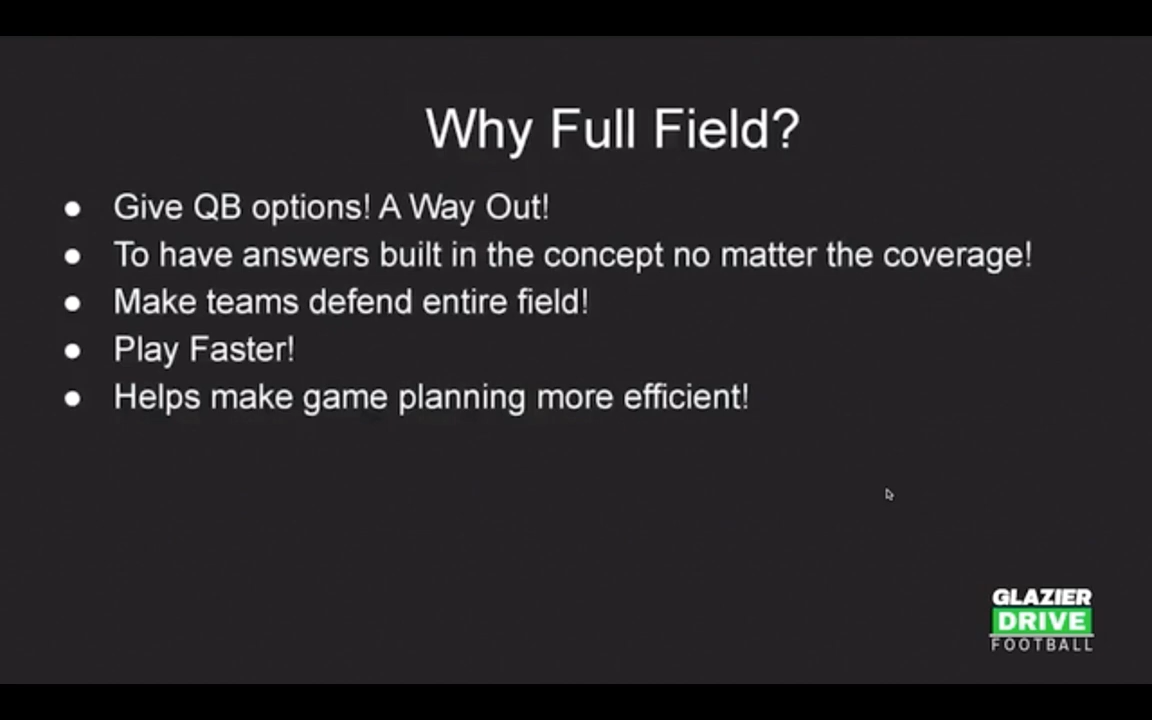 Why Full Field?
● Give QB options! A Way Out!
● To have answers built in the concept no matter the coverage!
● Make teams defend entire field!
● Play Faster!
● Helps make game planning more efficient!
GLAZIER
DRIVE
FOOTBALL